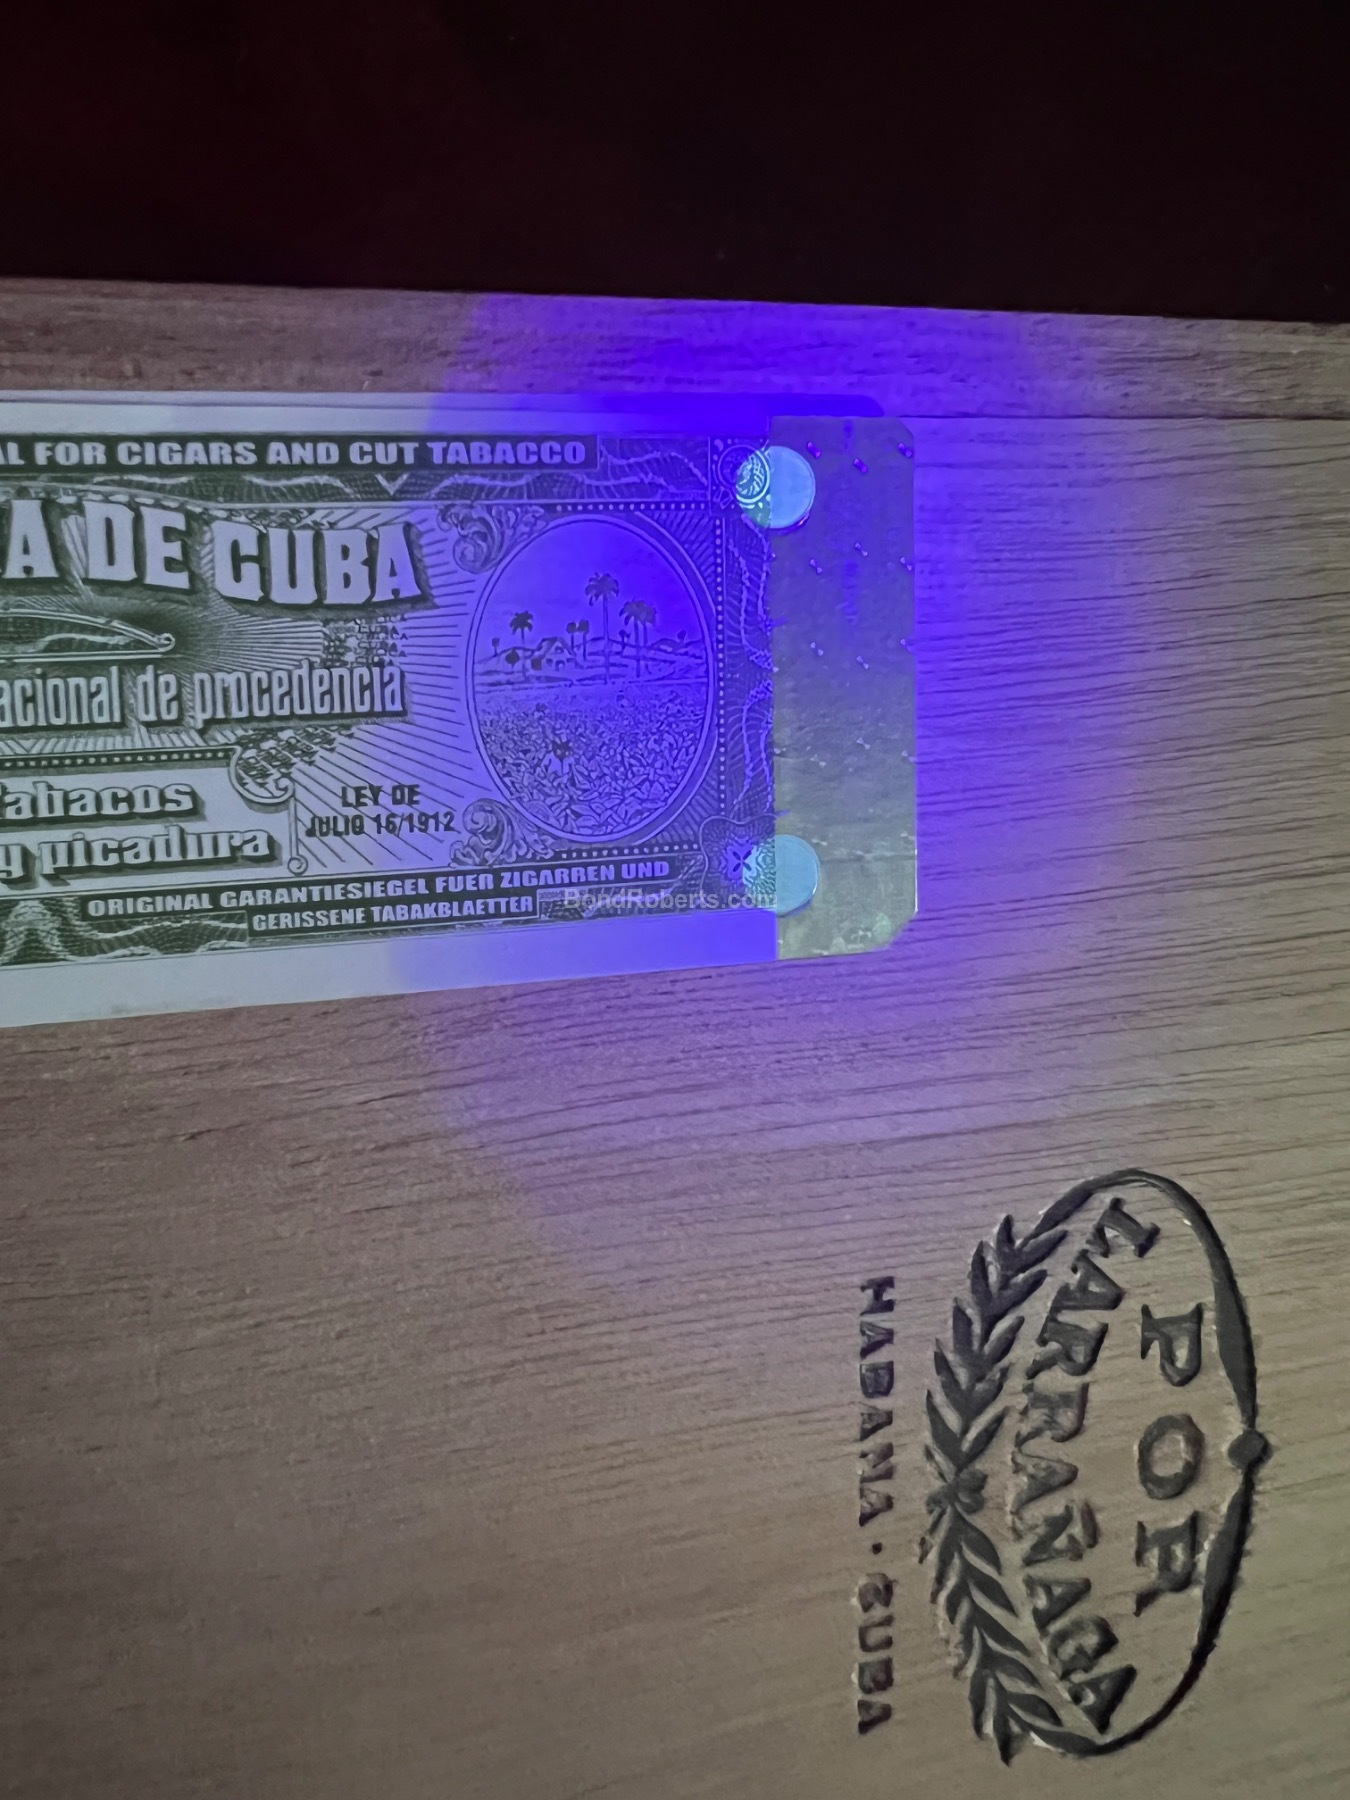 AL FOR CIGARS AND CUT TABACCO
A DE CUBA
acional de procedencia
Tabacos
y picadura
LEY DE
JULIO 16/1912
ORIGINAL GARANTIESIEGEL FUER ZIGARREN UND
GERISSENE TABAKBLAETTER
BondRoberts.com
POR
LARRAÑAGA
HABANA · CUBA